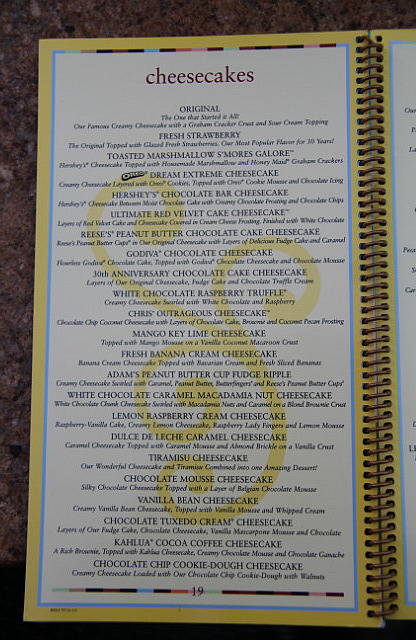 cheesecakes
ORIGINAL
The One that Started it All!
Our Famous Creamy Cheesecake with a Graham Cracker Crust and Sour Cream Topping
FRESH STRAWBERRY
The Original Topped with Glazed Fresh Strawberries. Our Most Popular Flavor for 30 Years!
TOASTED MARSHMALLOW S'MORES GALORE™
Hershey's® Cheesecake Topped with Housemade Marshmallow and Honey Maid® Graham Crackers
OREO® DREAM EXTREME CHEESECAKE
Creamy Cheesecake Layered with Oreo® Cookies, Topped with Oreo® Cookie Mousse and Chocolate Icing
HERSHEY'S® CHOCOLATE BAR CHEESECAKE
Hershey's® Cheesecake Between Moist Chocolate Cake with Creamy Chocolate Frosting and Chocolate Chips
ULTIMATE RED VELVET CAKE CHEESECAKE™
Layers of Red Velvet Cake and Cheesecake Covered in Cream Cheese Frosting. Finished with White Chocolate
REESE'S® PEANUT BUTTER CHOCOLATE CAKE CHEESECAKE
Reese's Peanut Butter Cups® in Our Original Cheesecake with Layers of Delicious Fudge Cake and Caramel
GODIVA® CHOCOLATE CHEESECAKE
Flourless Godiva® Chocolate Cake, Topped with Godiva® Chocolate Cheesecake and Chocolate Mousse
30th ANNIVERSARY CHOCOLATE CAKE CHEESECAKE
Layers of Our Original Cheesecake, Fudge Cake and Chocolate Truffle Cream
WHITE CHOCOLATE RASPBERRY TRUFFLE™
Creamy Cheesecake Swirled with White Chocolate and Raspberry
CHRIS' OUTRAGEOUS CHEESECAKE™
Chocolate Chip Coconut Cheesecake with Layers of Chocolate Cake, Brownie and Coconut Pecan Frosting
MANGO KEY LIME CHEESECAKE
Topped with Mango Mousse on a Vanilla Coconut Macaroon Crust
FRESH BANANA CREAM CHEESECAKE
Banana Cream Cheesecake Topped with Bavarian Cream and Fresh Sliced Bananas
ADAM'S PEANUT BUTTER CUP FUDGE RIPPLE
Creamy Cheesecake Swirled with Caramel, Peanut Butter, Butterfingers® and Reese's Peanut Butter Cups®
WHITE CHOCOLATE CARAMEL MACADAMIA NUT CHEESECAKE
White Chocolate Chunk Cheesecake Swirled with Macadamia Nuts and Caramel on a Blond Brownie Crust
LEMON RASPBERRY CREAM CHEESECAKE
Raspberry-Vanilla Cake, Creamy Lemon Cheesecake, Raspberry Lady Fingers and Lemon Mousse
DULCE DE LECHE CARAMEL CHEESECAKE
Caramel Cheesecake Topped with Caramel Mousse and Almond Brickle on a Vanilla Crust
TIRAMISU CHEESECAKE
Our Wonderful Cheesecake and Tiramisu Combined into One Amazing Dessert!
CHOCOLATE MOUSSE CHEESECAKE
Silky Chocolate Cheesecake Topped with a Layer of Belgian Chocolate Mousse
VANILLA BEAN CHEESECAKE
Creamy Vanilla Bean Cheesecake, Topped with Vanilla Mousse and Whipped Cream
CHOCOLATE TUXEDO CREAM® CHEESECAKE
Layers of Our Fudge Cake, Chocolate Cheesecake, Vanilla Mascarpone Mousse and Chocolate
KAHLUA® COCOA COFFEE CHEESECAKE
A Rich Brownie, Topped with Kahlua Cheesecake, Creamy Chocolate Mousse and Chocolate Ganache
CHOCOLATE CHIP COOKIE-DOUGH CHEESECAKE
Creamy Cheesecake Loaded with Our Chocolate Chip Cookie-Dough with Walnuts
19